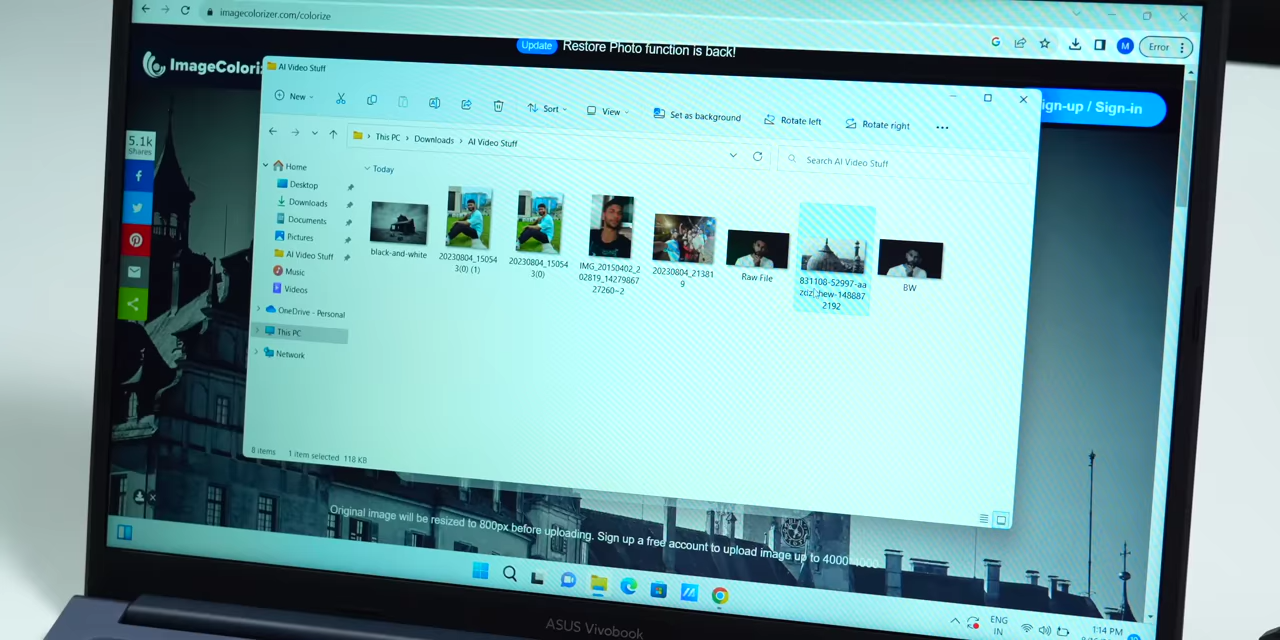 imagecolorizer.com/colorize
M
Error
Update Restore Photo function is back!
ImageColoriz
ign-up / Sign-in
5.1k
Shares
AI Video Stuff
New
Sort
View
Set as background
Rotate left
Rotate right
This PC > Downloads > AI Video Stuff
Search AI Video Stuff
Home
Desktop
Downloads
Documents
Pictures
AI Video Stuff
Music
Videos
OneDrive - Personal
This PC
Network
Today
black-and-white
20230804_15054
3(0) (1)
20230804_15054
3(0)
IMG_20150402_2
02819_14279867
27260~2
20230804_21381
9
Raw File
831108-52997-aa
2192
BW
8 items
1 item selected 118 KB
Original image will be resized to 800px before uploading. Sign up a free account to upload image up to
ENG
IN
1:14 PM
ASUS Vivobook